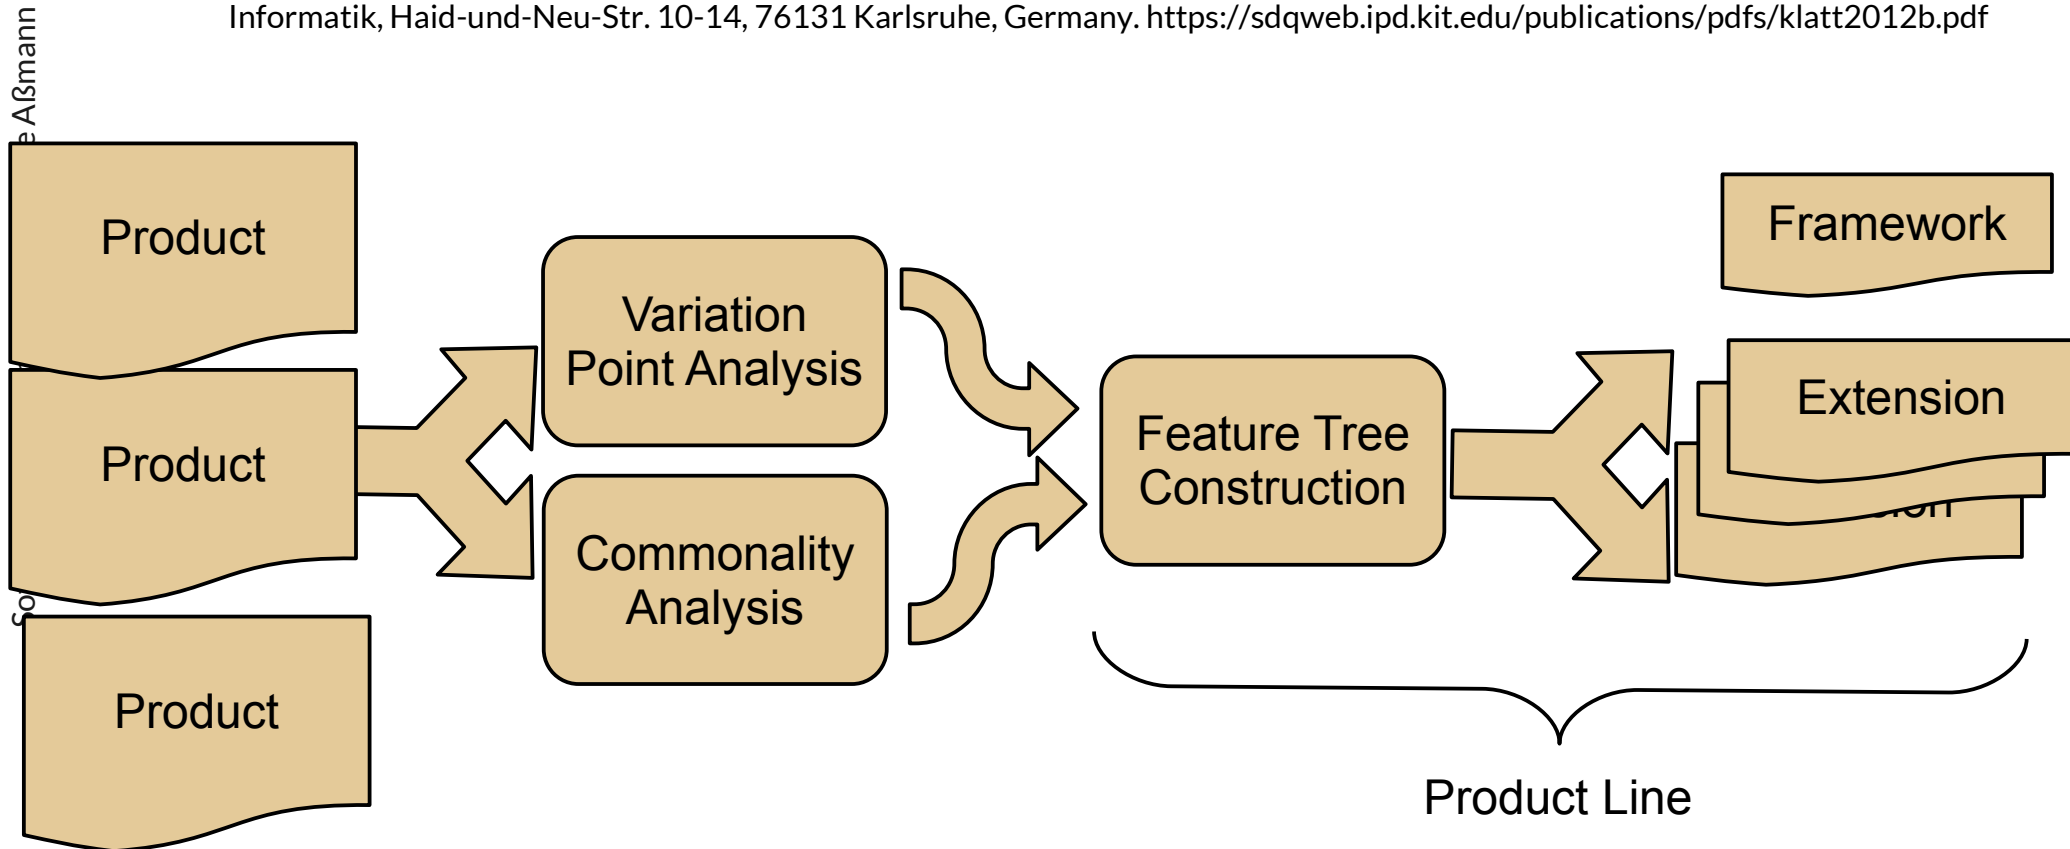 Informatik, Haid-und-Neu-Str. 10-14, 76131 Karlsruhe, Germany. https://sdqweb.ipd.kit.edu/publications/pdfs/klatt2012b.pdf
Aßmann
Product
Product
Product
Variation
Point Analysis
Commonality
Analysis
Feature Tree
Construction
Framework
Extension
Product Line